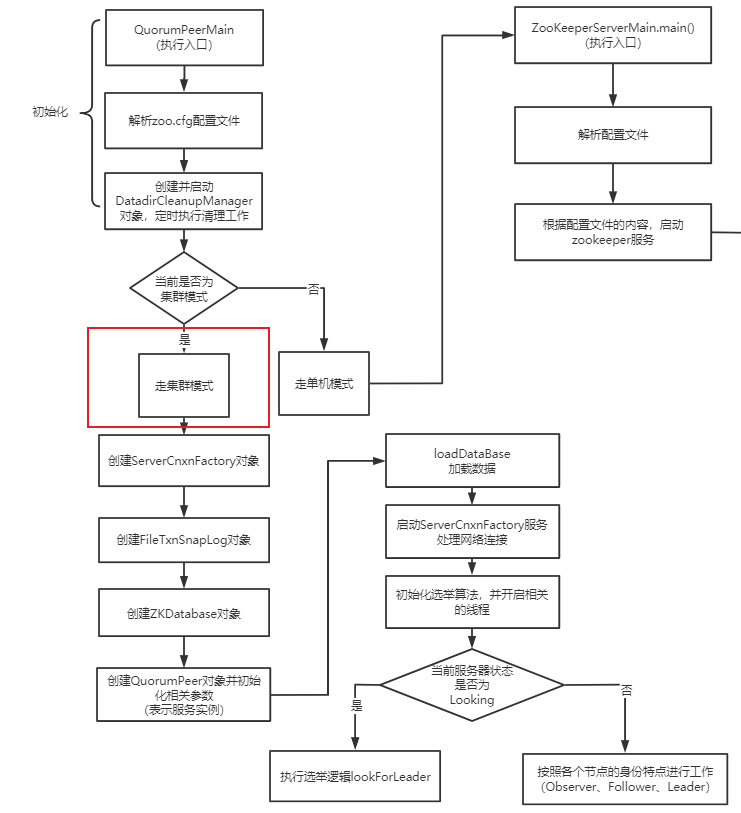 初始化
QuorumPeerMain
(执行入口)
解析zoo.cfg配置文件
创建并启动
DatadirCleanupManager
对象，定时执行清理工作
当前是否为
集群模式
否
是
走集群模式
走单机模式
ZooKeeperServerMain.main()
(执行入口)
解析配置文件
根据配置文件的内容，启动
zookeeper服务
创建ServerCnxnFactory对象
创建FileTxnSnapLog对象
创建ZKDatabase对象
创建QuorumPeer对象并初始
化相关参数
(表示服务实例)
loadDataBase
加载数据
启动ServerCnxnFactory服务
处理网络连接
初始化选举算法，并开启相关
的线程
当前服务器状态
是否为
Looking
是
否
执行选举逻辑lookForLeader
按照各个节点的身份特点进行工作
(Observer、Follower、Leader)